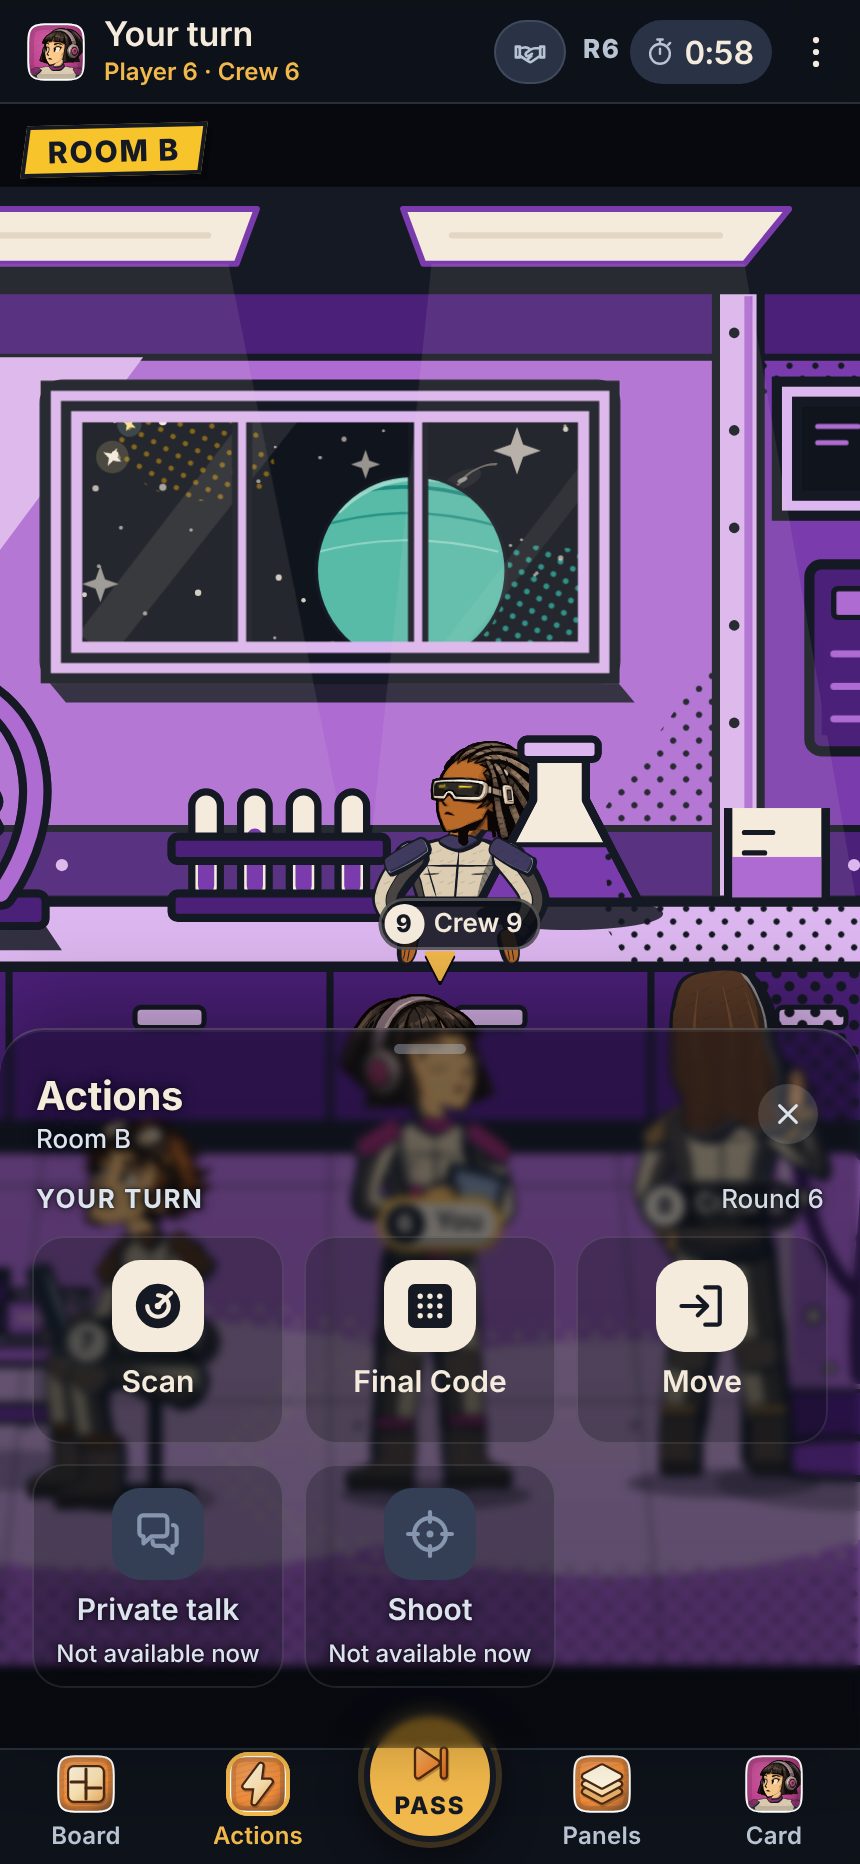 Your turn
Player 6 · Crew 6
R6
0:58
ROOM B
9 Crew 9
Actions
Room B
YOUR TURN
Round 6
Scan
Final Code
Move
Private talk
Not available now
Shoot
Not available now
PASS
Board
Actions
Panels
Card